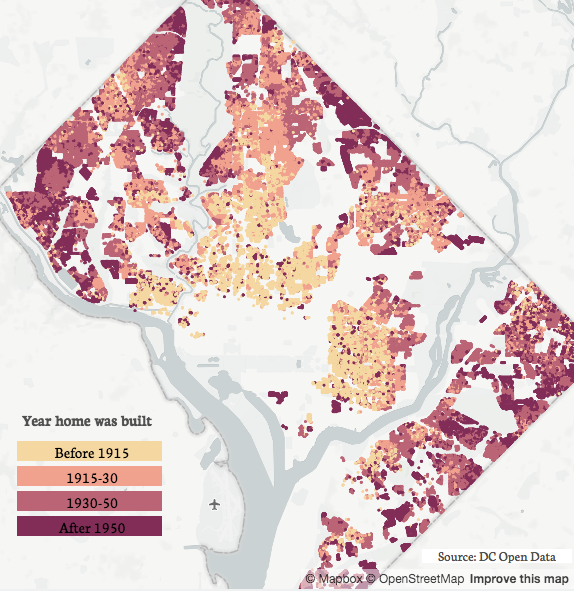 Year home was built
Before 1915
1915-30
1930-50
After 1950
Source: DC Open Data
© Mapbox © OpenStreetMap Improve this map